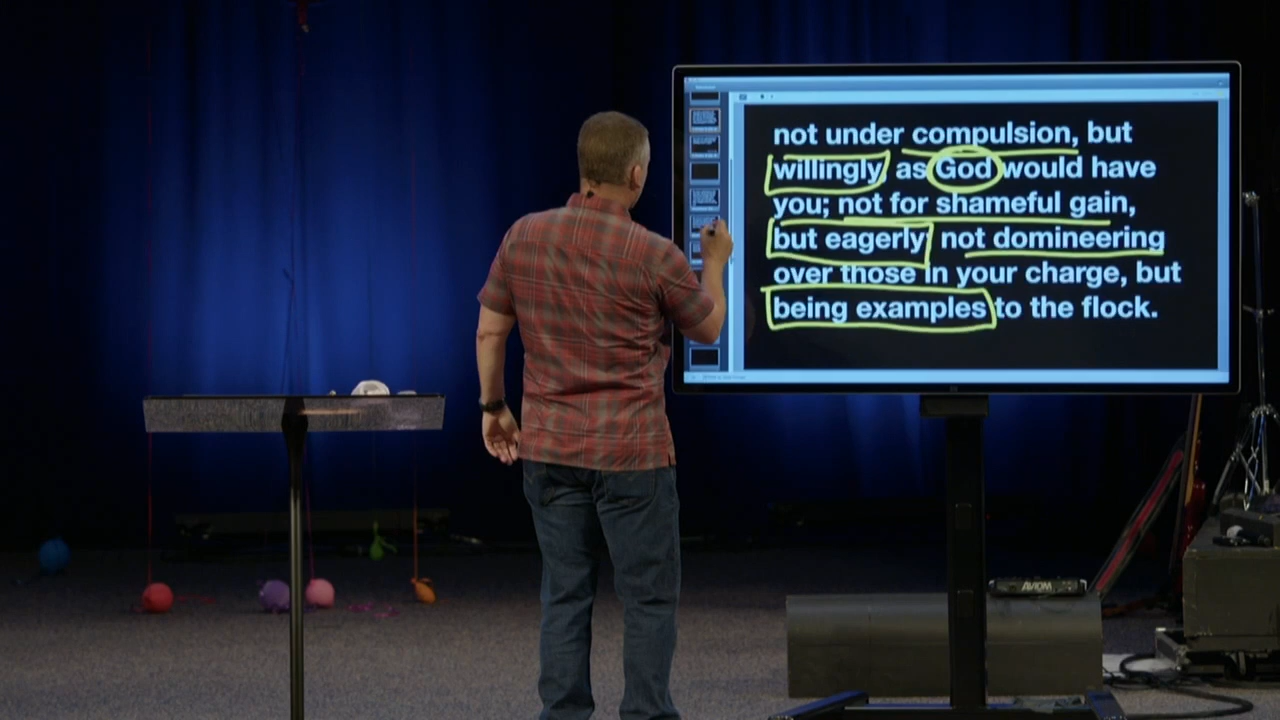 not under compulsion, but
willingly, as God would have
you; not for shameful gain,
but eagerly; not domineering
over those in your charge, but
being examples to the flock.
AVIOM